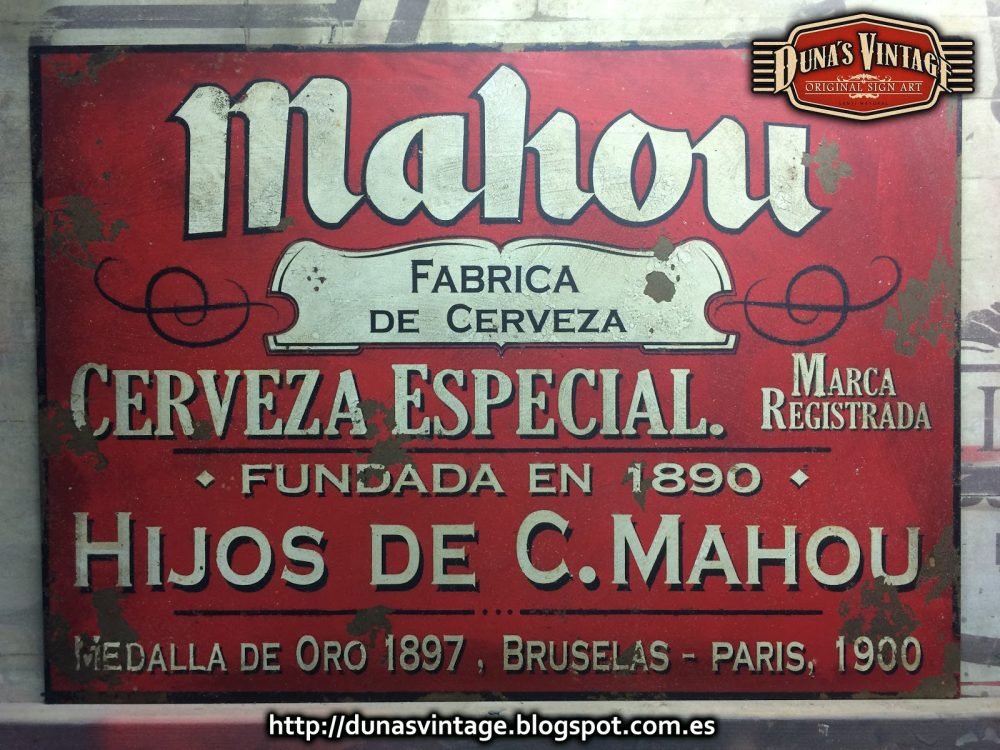 DUNA'S VINTAGE
ORIGINAL SIGN ART
Mahou
FABRICA
DE CERVEZA
CERVEZA ESPECIAL.
MARCA
REGISTRADA
FUNDADA EN 1890
HIJOS DE C. MAHOU
MEDALLA DE ORO 1897, BRUSELAS - PARIS, 1900
http://dunasvintage.blogspot.com.es